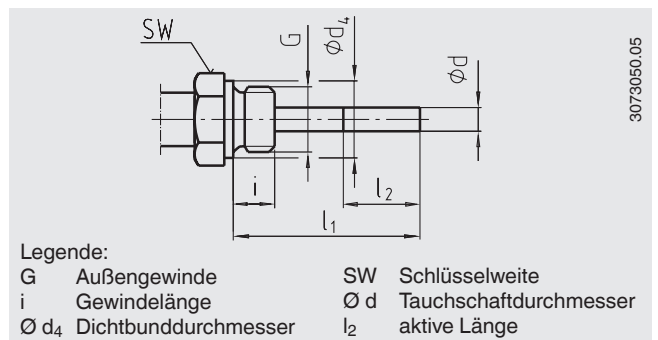 SW
G
Ød₄
Ød
3073050.05
i
l₂
l₁
Legende:
G Außengewinde
i Gewindelänge
Ø d₄ Dichtbunddurchmesser
SW Schlüsselweite
Ø d Tauchschaftdurchmesser
l₂ aktive Länge